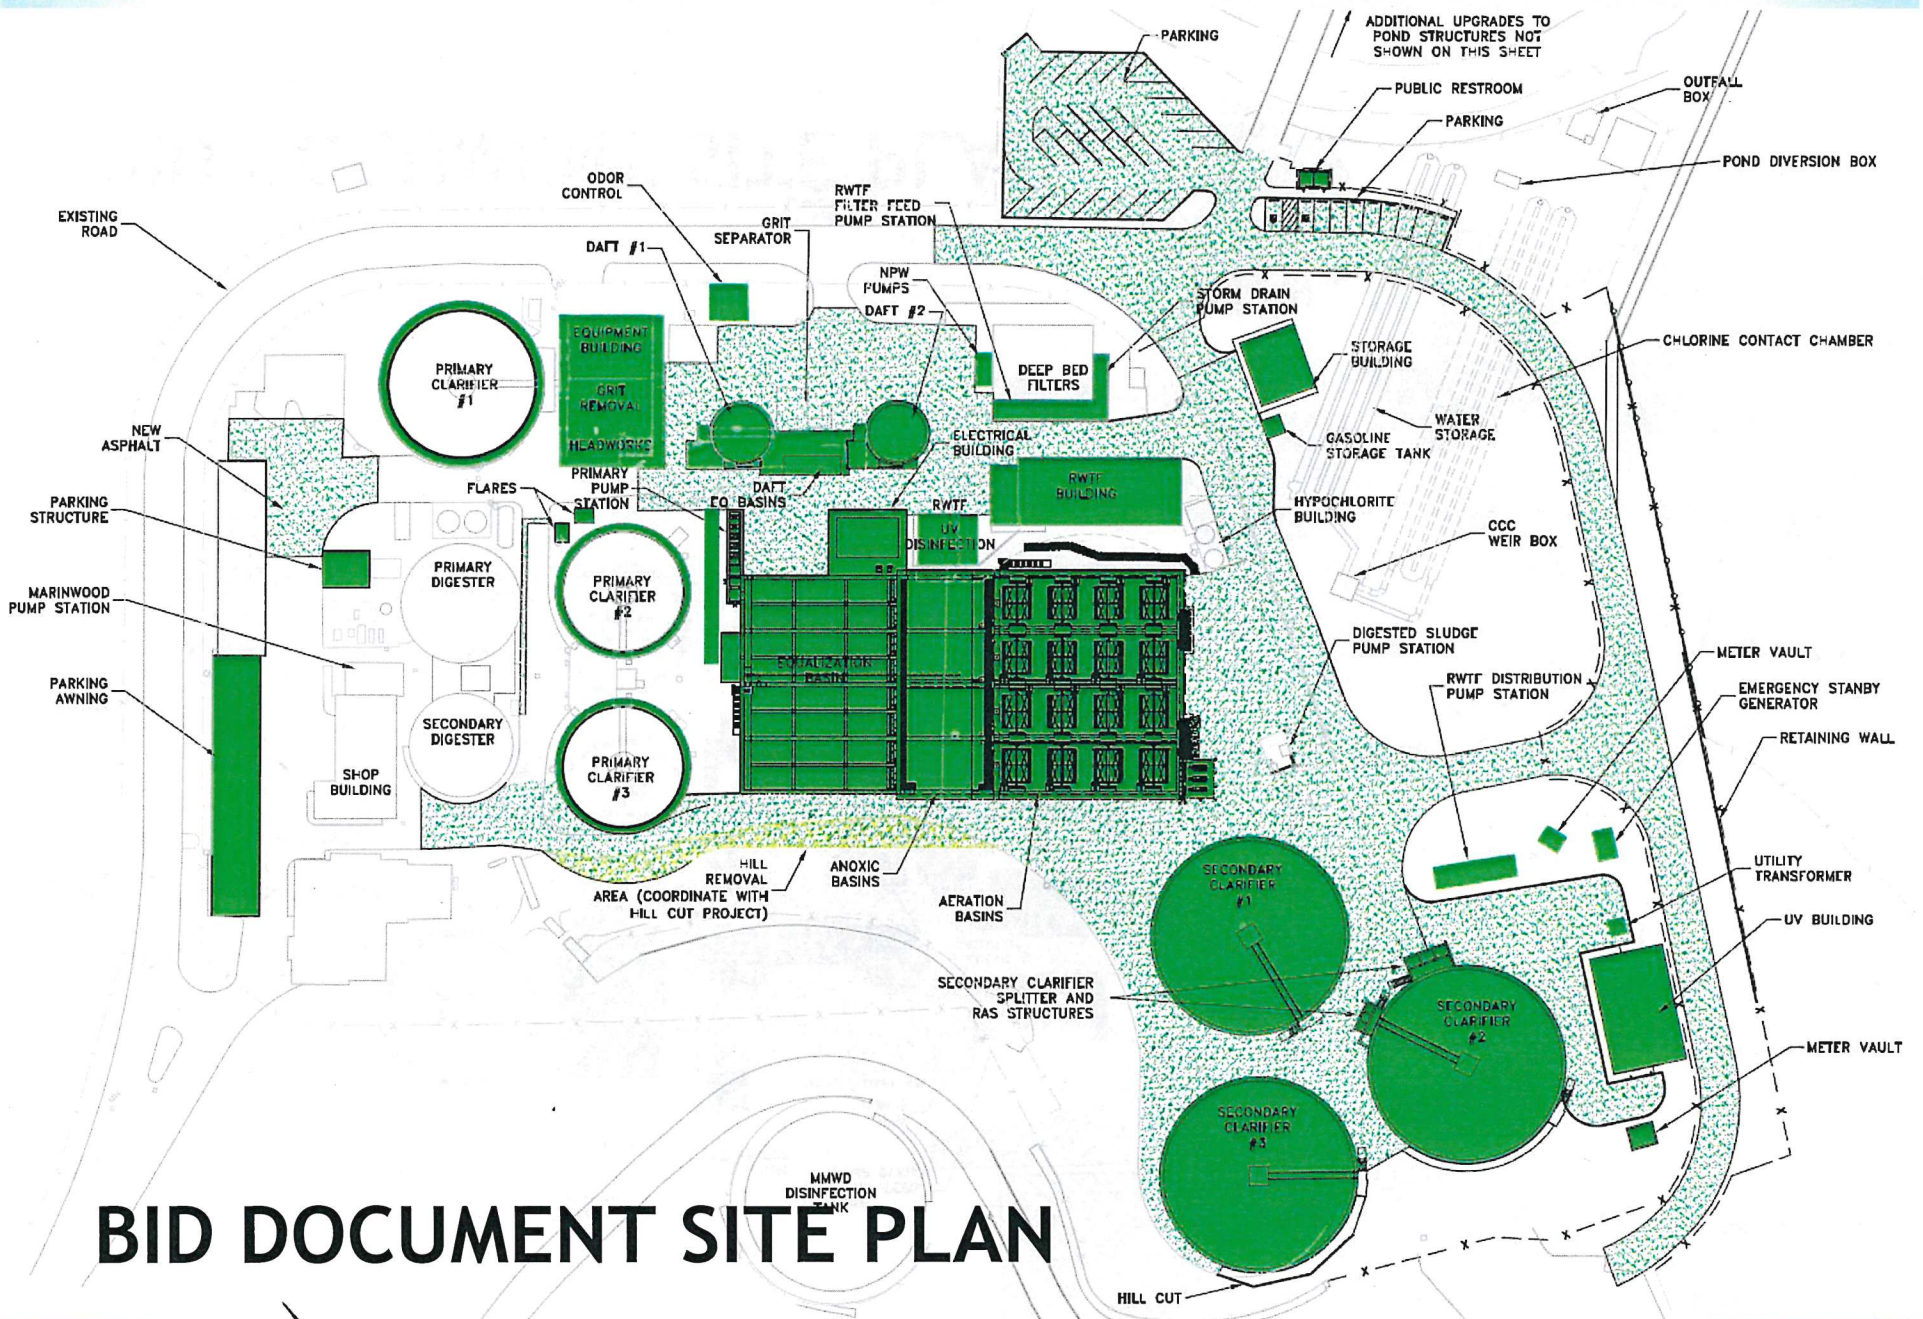 ADDITIONAL UPGRADES TO
POND STRUCTURES NOT
SHOWN ON THIS SHEET
PARKING
PUBLIC RESTROOM
OUTFALL
BOX
PARKING
POND DIVERSION BOX
ODOR
CONTROL
RWTF
FILTER FEED
PUMP STATION
GRIT
SEPARATOR
EXISTING
ROAD
DAFT #1
NPW
PUMPS
DAFT #2
STORM DRAIN
PUMP STATION
EQUIPMENT
BUILDING
CHLORINE CONTACT CHAMBER
STORAGE
BUILDING
PRIMARY
CLARIFIER
#1
DEEP BED
FILTERS
GRIT
REMOVAL
WATER
STORAGE
NEW
ASPHALT
HEADWORKS
ELECTRICAL
BUILDING
GASOLINE
STORAGE TANK
PRIMARY
PUMP
STATION
FLARES
DAFT
EQ BASINS
RWTF
BUILDING
PARKING
STRUCTURE
RWTF
UV
DISINFECTION
HYPOCHLORITE
BUILDING
CCC
WEIR BOX
PRIMARY
DIGESTER
PRIMARY
CLARIFIER
#2
MARINWOOD
PUMP STATION
DIGESTED SLUDGE
PUMP STATION
METER VAULT
EQUALIZATION
BASIN
PARKING
AWNING
RWTF DISTRIBUTION
PUMP STATION
EMERGENCY STANBY
GENERATOR
SECONDARY
DIGESTER
RETAINING WALL
PRIMARY
CLARIFIER
#3
SHOP
BUILDING
HILL
REMOVAL
AREA (COORDINATE WITH
HILL CUT PROJECT)
ANOXIC
BASINS
AERATION
BASINS
SECONDARY
CLARIFIER
#1
UTILITY
TRANSFORMER
UV BUILDING
SECONDARY CLARIFIER
SPLITTER AND
RAS STRUCTURES
SECONDARY
CLARIFIER
#2
METER VAULT
SECONDARY
CLARIFIER
#3
MMWD
DISINFECTION
TANK
BID DOCUMENT SITE PLAN
HILL CUT